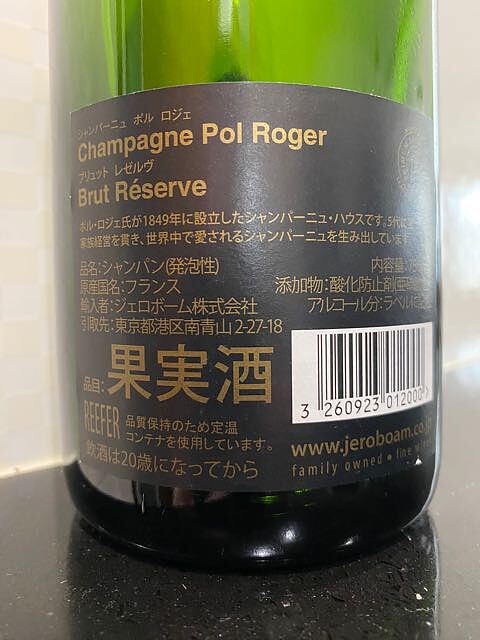 シャンパーニュ ポル ロジェ
Champagne Pol Roger
ブリュット レゼルヴ
Brut Réserve
ポル・ロジェ氏が1849年に設立したシャンパーニュ・ハウスです。5代に
家族経営を貫き、世界中で愛されるシャンパーニュを生み出しています
品名:シャンパン(発泡性)
内容量:
原産国名:フランス
添加物:酸化防止剤(亜
輸入者:ジェロボーム株式会社
アルコール分:ラベルに
引取先:東京都港区南青山2-27-18
品目:果実酒
3 260923 012000
REEFER 品質保持のため定温
コンテナを使用しています。
www.jeroboam.co.j
family owned • fine
飲酒は20歳になってから